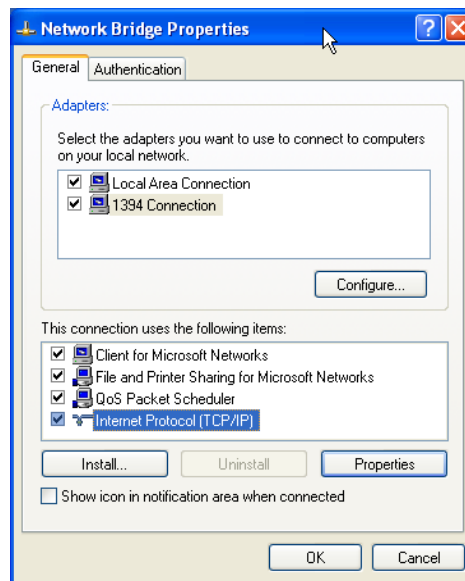 Network Bridge Properties
General Authentication
Adapters:
Select the adapters you want to use to connect to computers
on your local network.
Local Area Connection
1394 Connection
Configure...
This connection uses the following items:
Client for Microsoft Networks
File and Printer Sharing for Microsoft Networks
QoS Packet Scheduler
Internet Protocol (TCP/IP)
Install... Uninstall Properties
Show icon in notification area when connected
OK Cancel